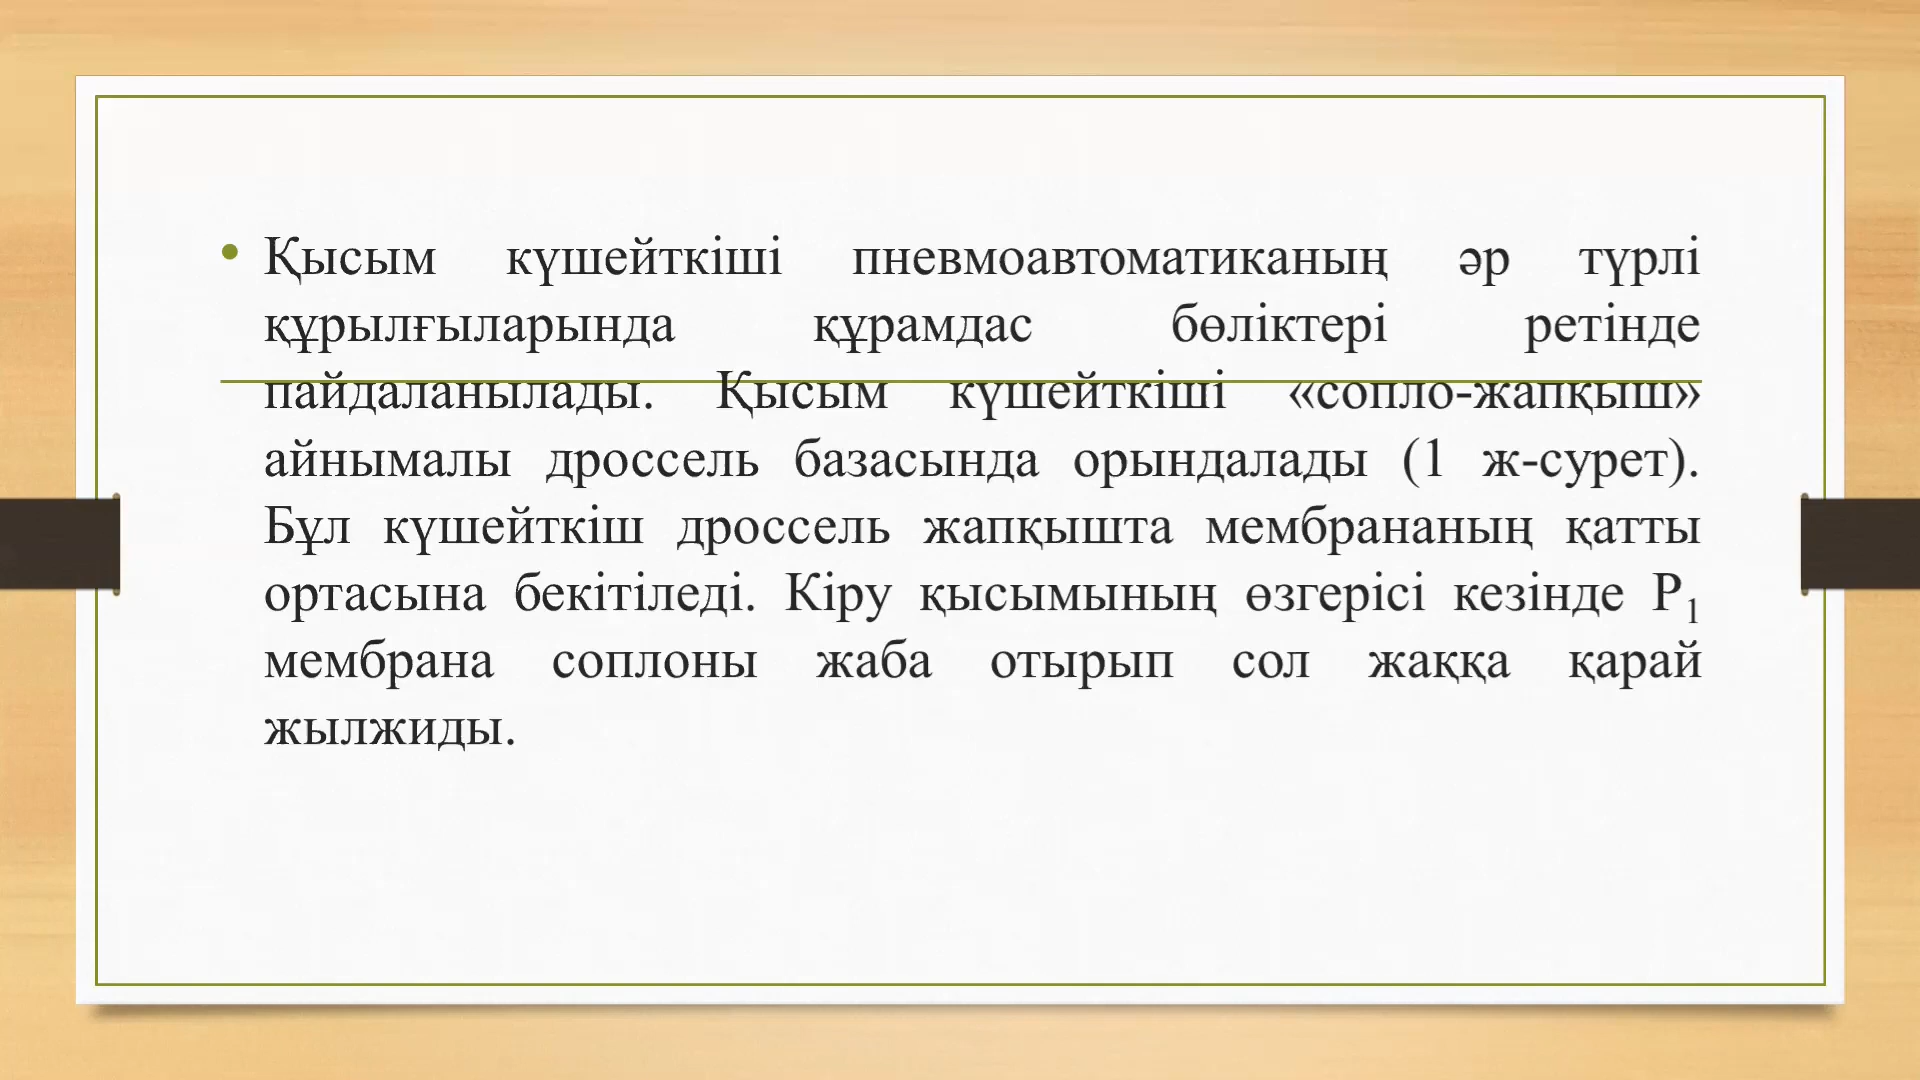 • Қысым күшейткіші пневмоавтоматиканың әр түрлі
құрылғыларында құрамдас бөліктері ретінде
пайдаланылады. Қысым күшейткіші «сопло-жапқыш»
айнымалы дроссель базасында орындалады (1 ж-сурет).
Бұл күшейткіш дроссель жапқышта мембрананың қатты
ортасына бекітіледі. Кіру қысымының өзгерісі кезінде Р₁
мембрана соплоны жаба отырып сол жаққа қарай
жылжиды.